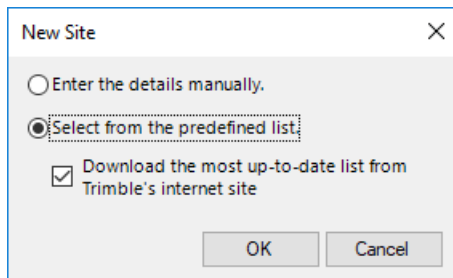 New Site
Enter the details manually.
Select from the predefined list.
Download the most up-to-date list from
Trimble's internet site
OK
Cancel